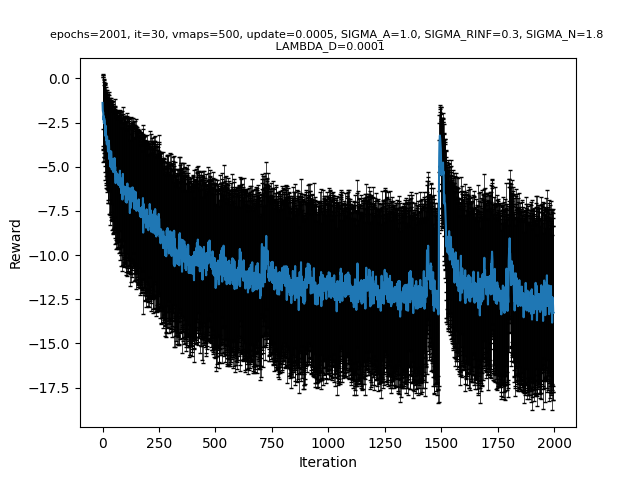 epochs=2001, it=30, vmaps=500, update=0.0005, SIGMA_A=1.0, SIGMA_RINF=0.3, SIGMA_N=1.8
LAMBDA_D=0.0001
0.0
−2.5
−5.0
−7.5
−10.0
−12.5
−15.0
−17.5
Reward
0 250 500 750 1000 1250 1500 1750 2000
Iteration